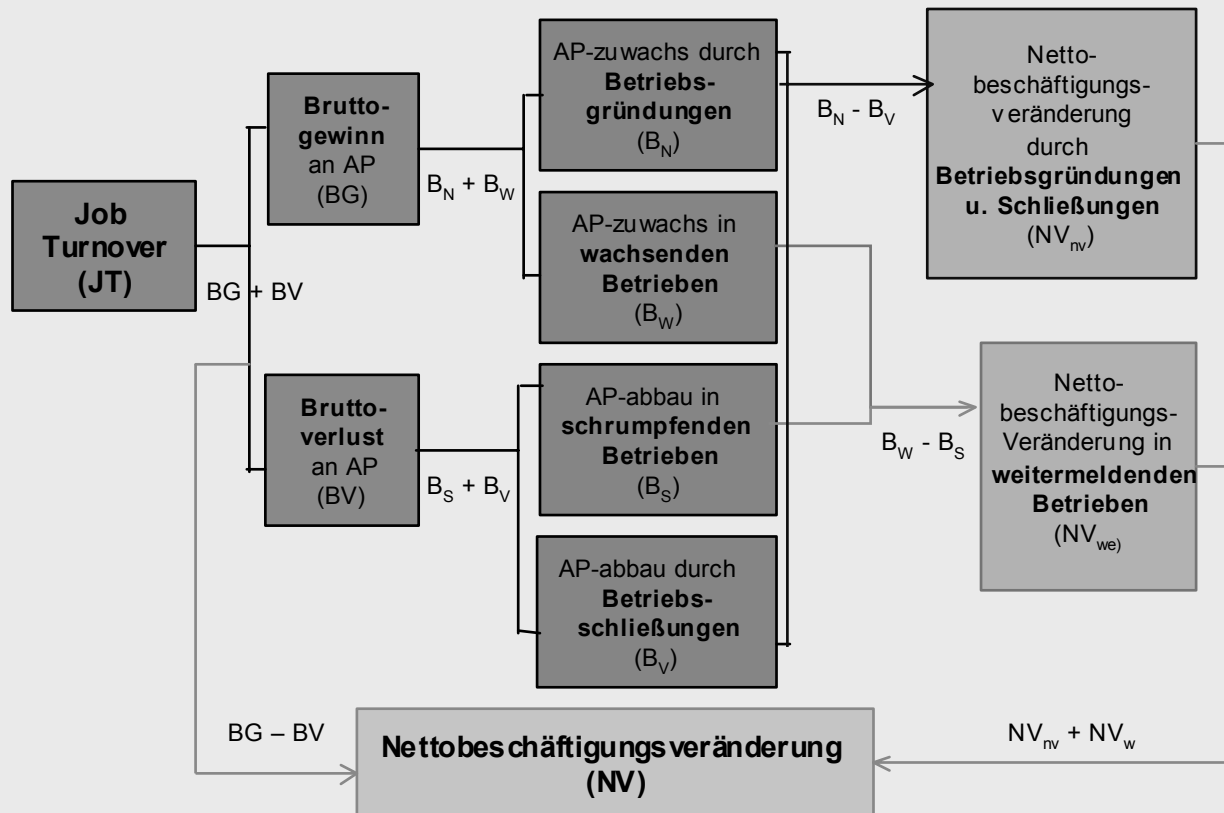 Job
Turnover
(JT)
BG + BV
Brutto-
gewinn
an AP
(BG)
B_N + B_W
Brutto-
verlust
an AP
(BV)
B_S + B_V
AP-zuwachs durch
Betriebs-
gründungen
(B_N)
AP-zuwachs in
wachsenden
Betrieben
(B_W)
AP-abbau in
schrumpfenden
Betrieben
(B_S)
AP-abbau durch
Betriebs-
schließungen
(B_V)
B_N - B_V
Netto-
beschäftigungs-
veränderung
durch
Betriebsgründungen
u. Schließungen
(NV_nv)
B_W - B_S
Netto-
beschäftigungs-
Veränderung in
weitermeldenden
Betrieben
(NV_we)
BG – BV
Nettobeschäftigungsveränderung
(NV)
NV_nv + NV_w